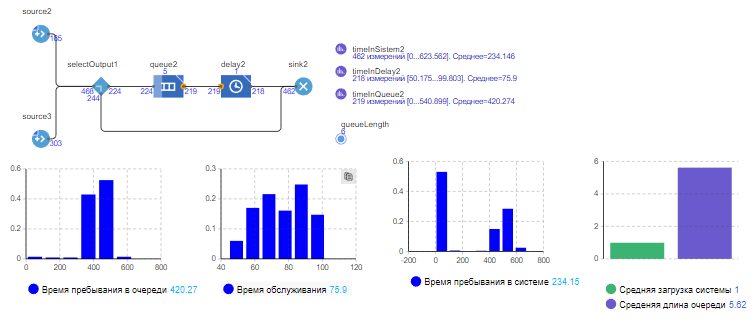 source2
165
selectOutput1
queue2
delay2
sink2
5
1
466
224
224
219
219
218
462
244
source3
303
timeInSistem2
462 измерений [0...623.562]. Среднее=234.146
timeInDelay2
218 измерений [50.175...99.803]. Среднее=75.9
timeInQueue2
219 измерений [0...540.899]. Среднее=420.274
queueLength
6
0.6
0.4
0.2
0
0
200
400
600
800
Время пребывания в очереди 420.27
0.3
0.2
0.1
0
40
60
80
100
120
Время обслуживания 75.9
0.6
0.4
0.2
0
-200
0
200
400
600
800
Время пребывания в системе 234.15
6
4
2
0
Средняя загрузка системы 1
Среденяя длина очереди 5.62